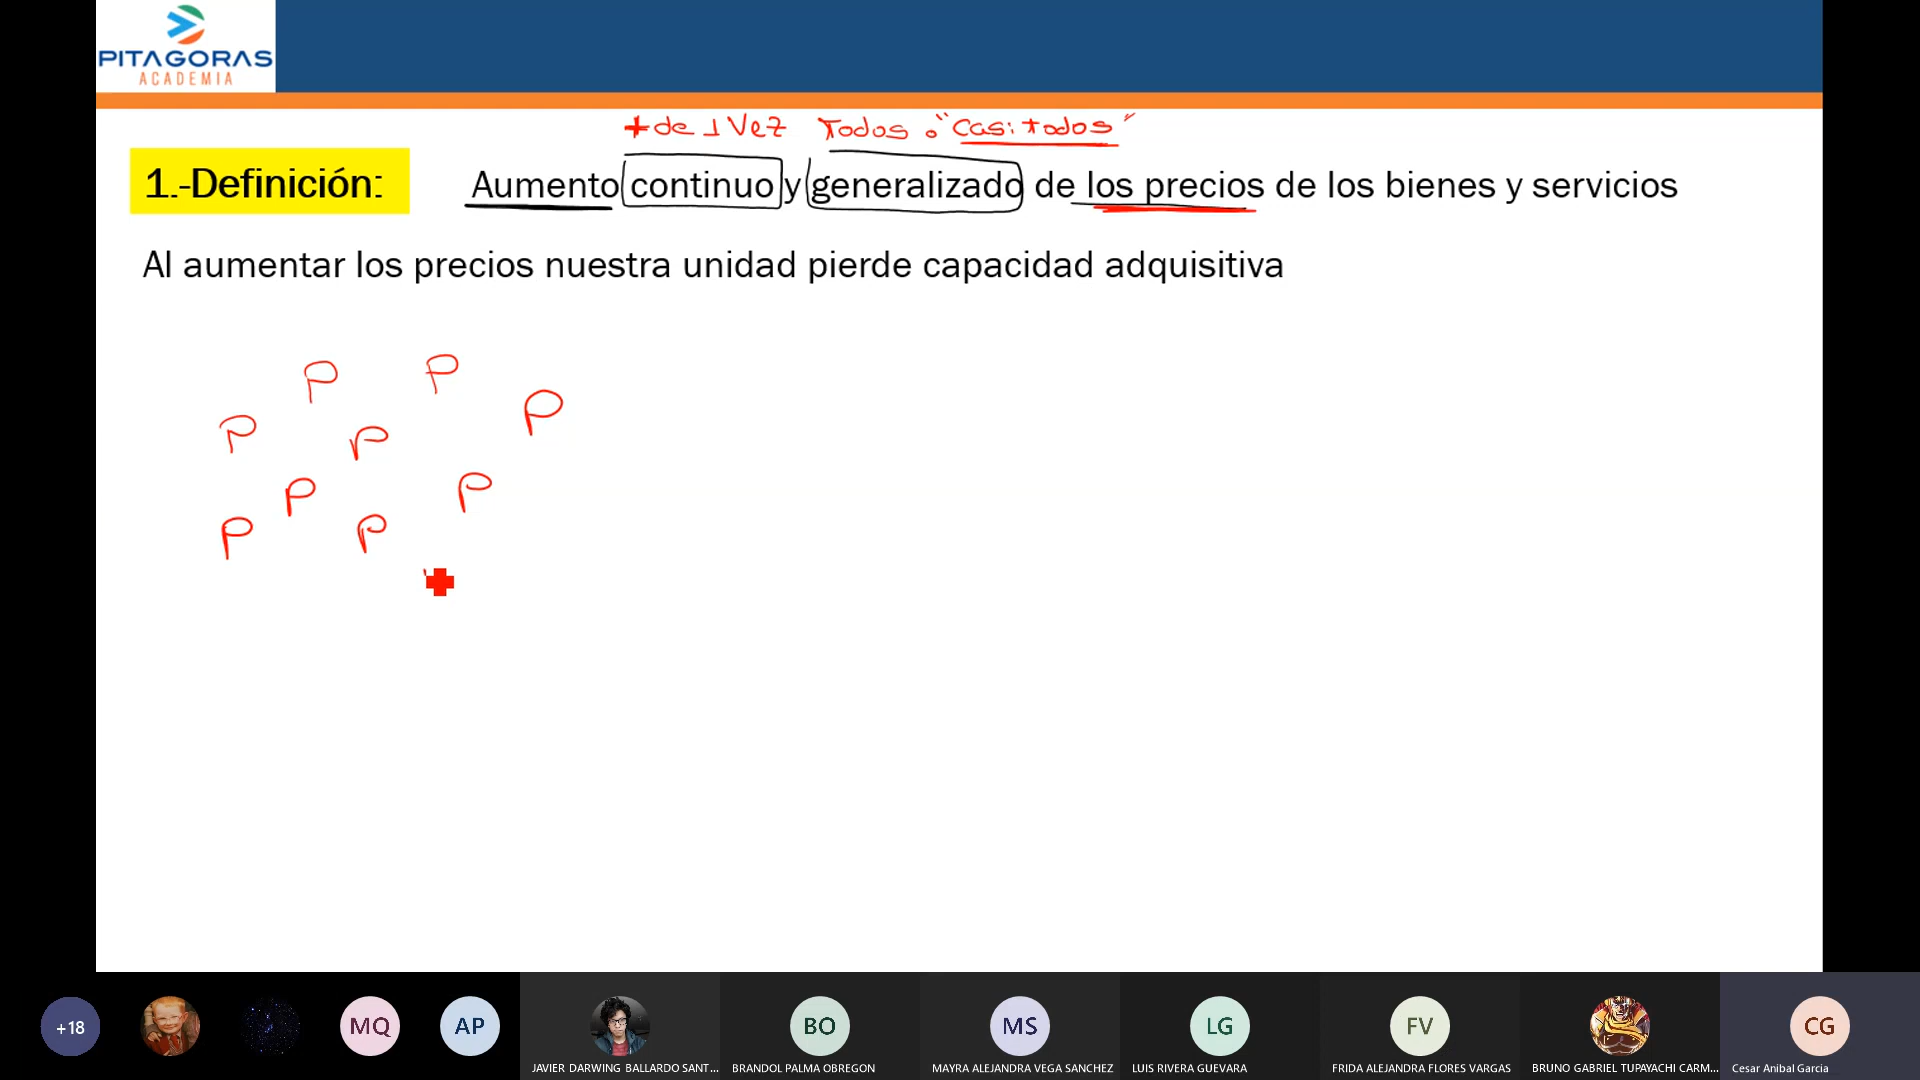 PITAGORAS
ACADEMIA
+ de 1 Vez Todos o "Casi todos"
1.-Definición: Aumento continuo y generalizado de los precios de los bienes y servicios
Al aumentar los precios nuestra unidad pierde capacidad adquisitiva
P P
P
P P
P P
P P
+18 MQ AP BO MS LG FV CG
JAVIER DARWING BALLARDO SANT... BRANDOL PALMA OBREGON MAYRA ALEJANDRA VEGA SANCHEZ LUIS RIVERA GUEVARA FRIDA ALEJANDRA FLORES VARGAS BRUNO GABRIEL TUPAYACHI CARM... Cesar Anibal Garcia